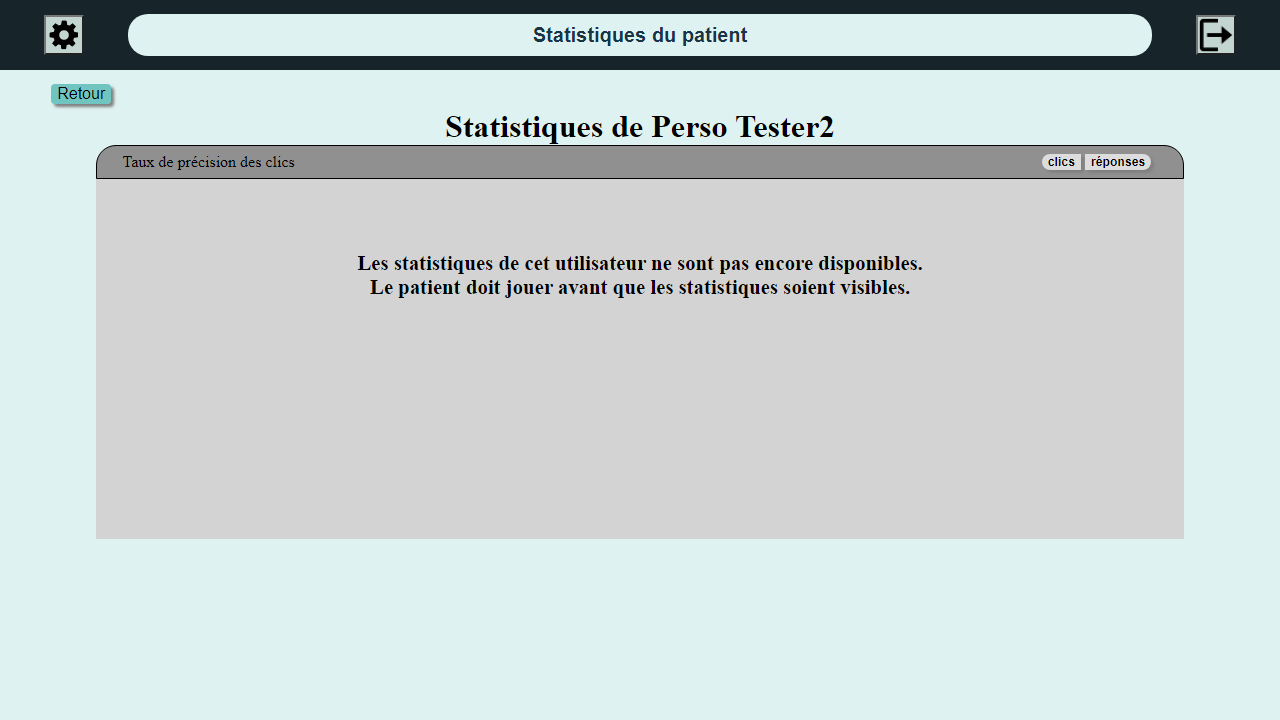 Statistiques du patient
Retour
Statistiques de Perso Tester2
Taux de précision des clics
clics réponses
Les statistiques de cet utilisateur ne sont pas encore disponibles.
Le patient doit jouer avant que les statistiques soient visibles.